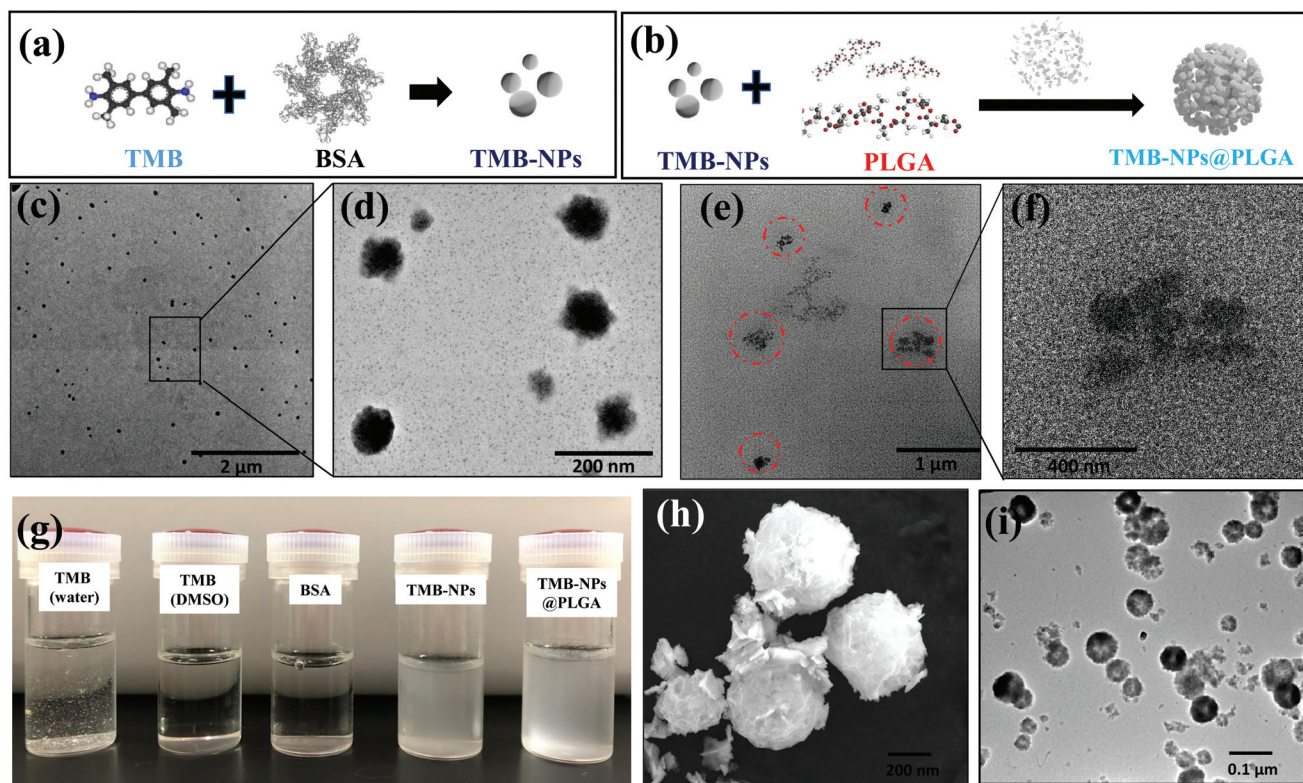 (a)
TMB
BSA
TMB-NPs
(b)
TMB-NPs
PLGA
TMB-NPs@PLGA
(c)
2 μm
(d)
200 nm
(e)
1 μm
(f)
400 nm
(g)
TMB
(water)
TMB
(DMSO)
BSA
TMB-NPs
TMB-NPs
@PLGA
(h)
200 nm
(i)
0.1 μm